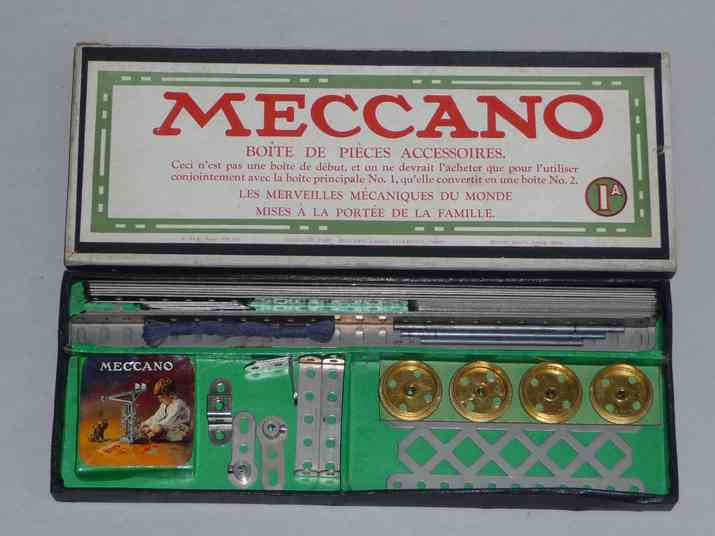 MECCANO
BOÎTE DE PIÈCES ACCESSOIRES.
Ceci n'est pas une boîte de début, et on ne devrait l'acheter que pour l'utiliser
conjointement avec la boîte principale No. 1, qu'elle convertit en une boîte No. 2.
LES MERVEILLES MÉCANIQUES DU MONDE
MISES À LA PORTÉE DE LA FAMILLE.
1A
MECCANO